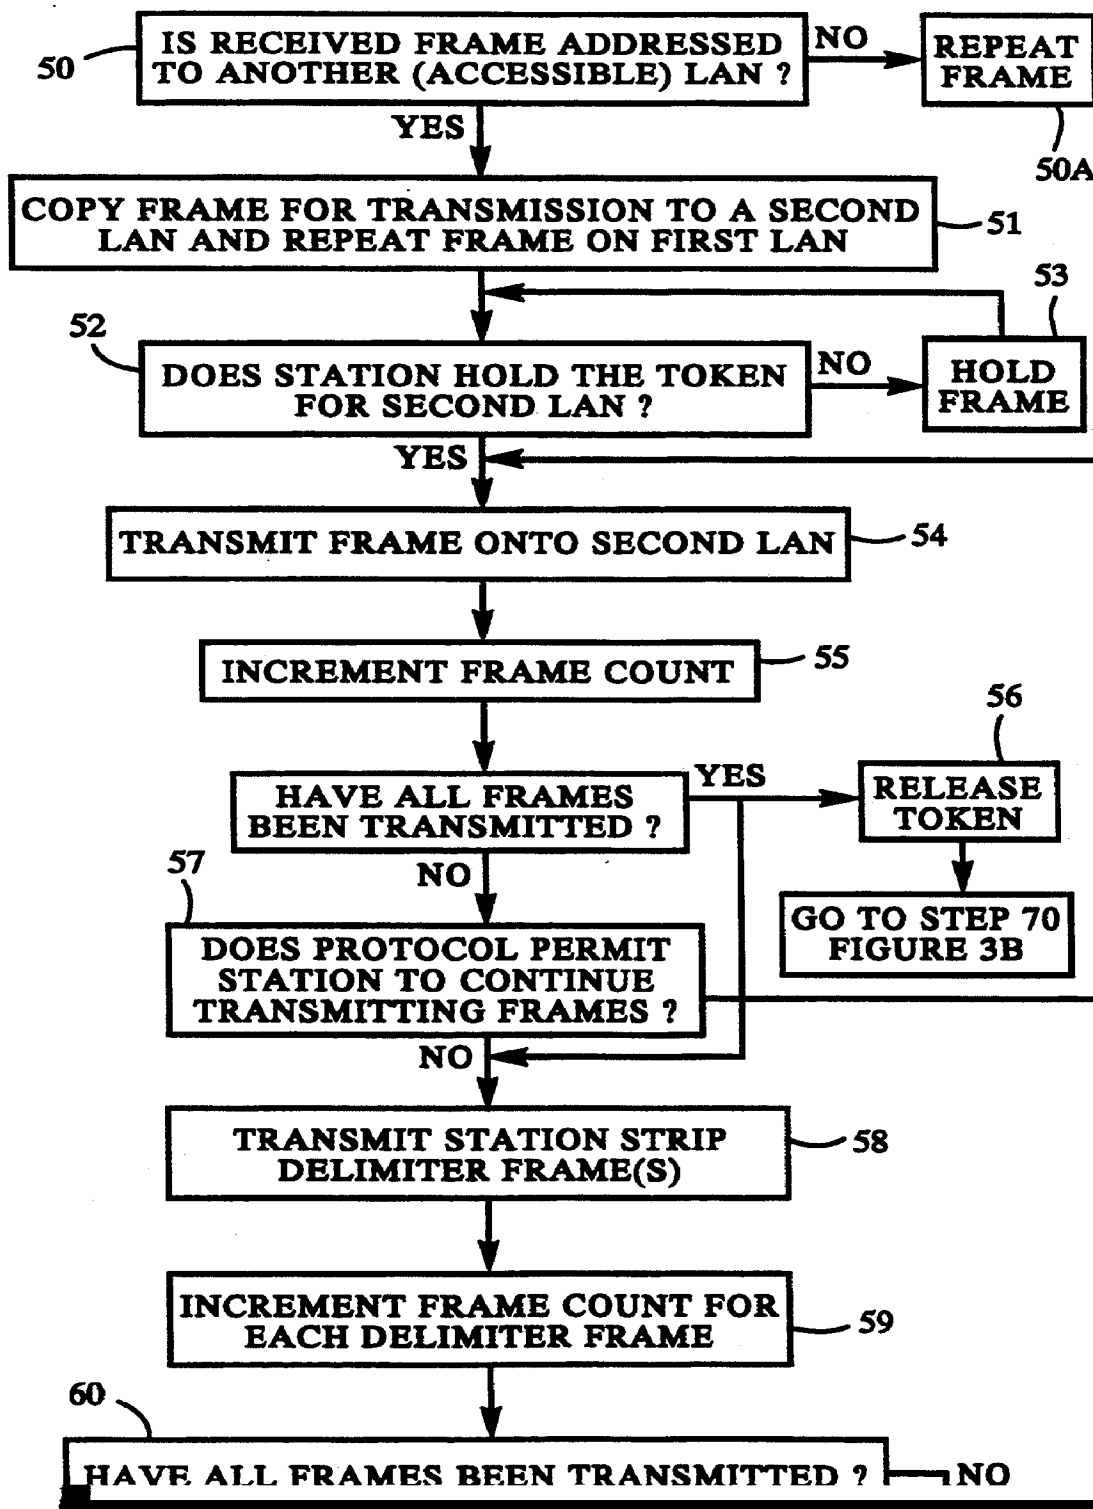 50
IS RECEIVED FRAME ADDRESSED
TO ANOTHER (ACCESSIBLE) LAN ?
NO
REPEAT
FRAME
50A
YES
COPY FRAME FOR TRANSMISSION TO A SECOND
LAN AND REPEAT FRAME ON FIRST LAN
51
52
DOES STATION HOLD THE TOKEN
FOR SECOND LAN ?
NO
53
HOLD
FRAME
YES
TRANSMIT FRAME ONTO SECOND LAN
54
INCREMENT FRAME COUNT
55
HAVE ALL FRAMES
BEEN TRANSMITTED ?
YES
56
RELEASE
TOKEN
GO TO STEP 70
FIGURE 3B
NO
57
DOES PROTOCOL PERMIT
STATION TO CONTINUE
TRANSMITTING FRAMES ?
NO
TRANSMIT STATION STRIP
DELIMITER FRAME(S)
58
INCREMENT FRAME COUNT FOR
EACH DELIMITER FRAME
59
60
HAVE ALL FRAMES BEEN TRANSMITTED ?
NO